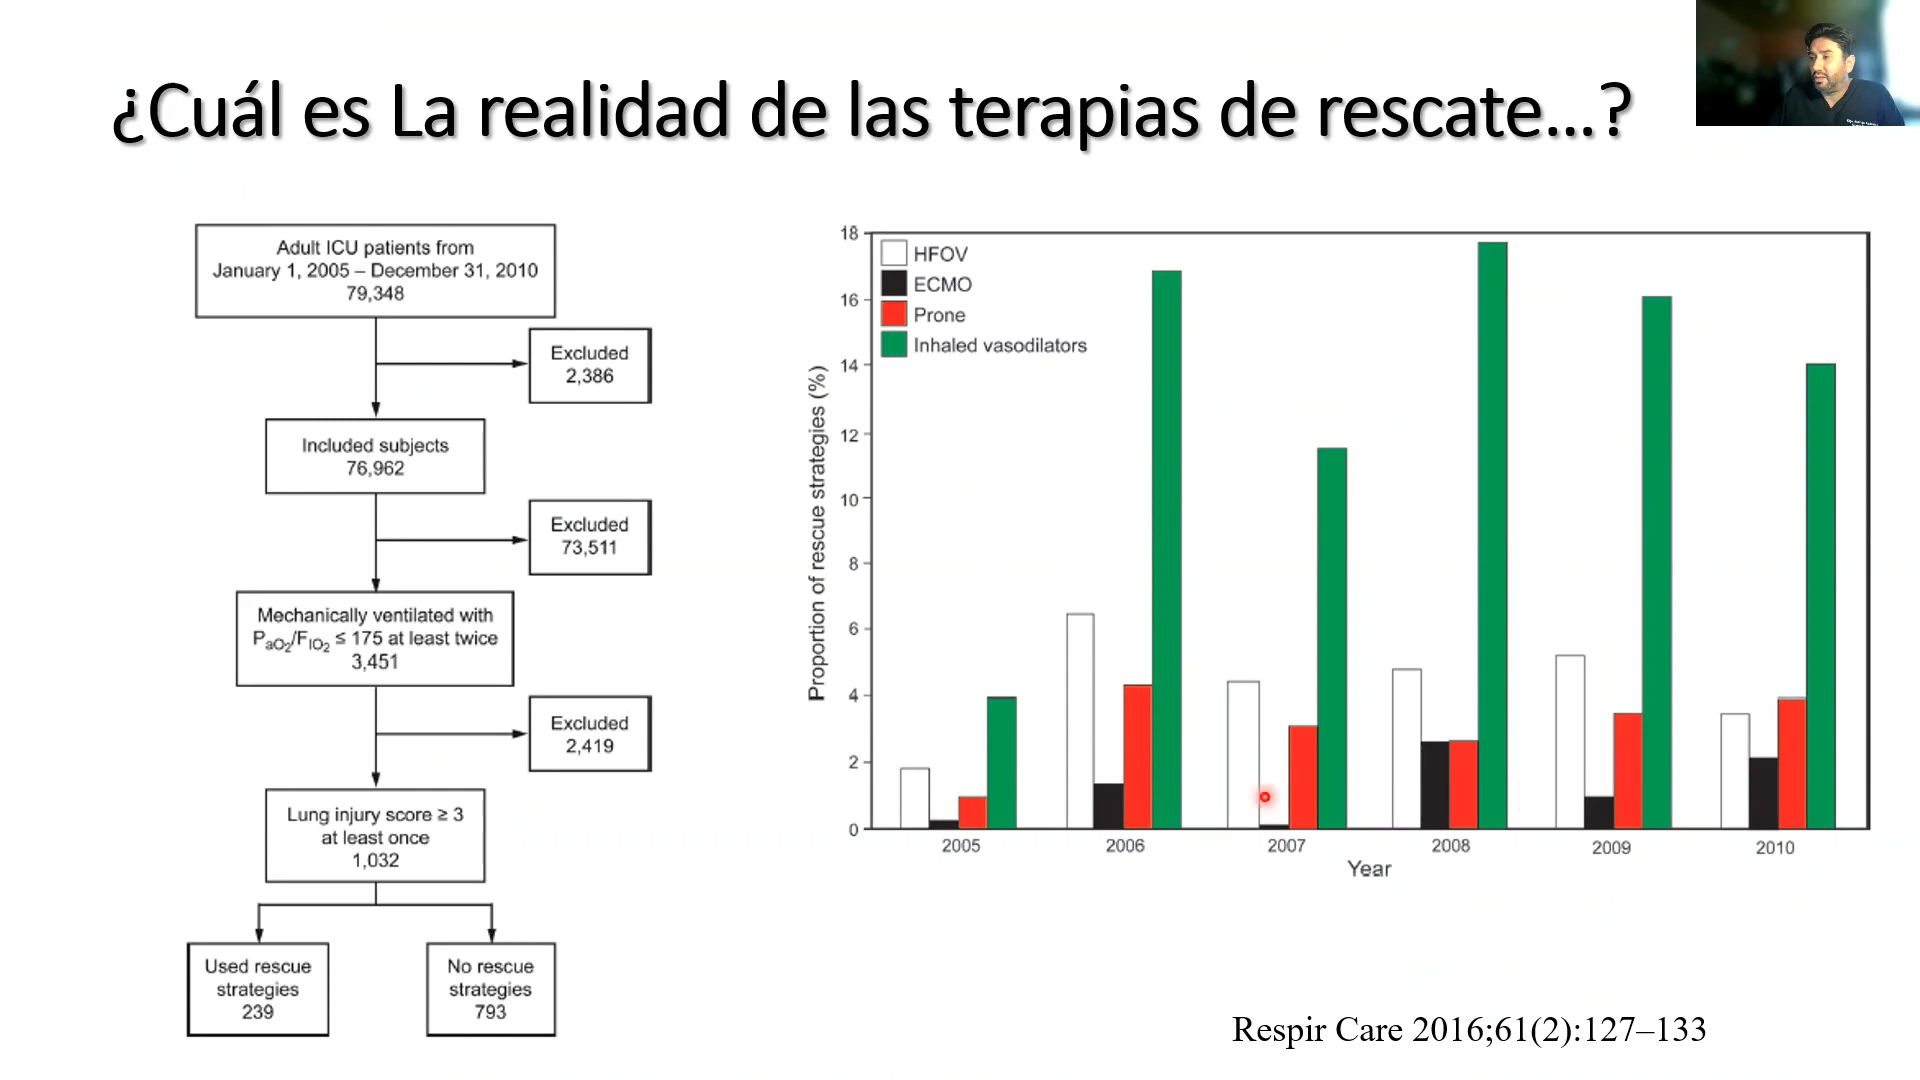 ¿Cuál es La realidad de las terapias de rescate...?
Adult ICU patients from
January 1, 2005 – December 31, 2010
79,348
Excluded
2,386
Included subjects
76,962
Excluded
73,511
Mechanically ventilated with
PaO2/FIO2 ≤ 175 at least twice
3,451
Excluded
2,419
Lung injury score ≥ 3
at least once
1,032
Used rescue
strategies
239
No rescue
strategies
793
Proportion of rescue strategies (%)
18
16
14
12
10
8
6
4
2
0
HFOV
ECMO
Prone
Inhaled vasodilators
2005
2006
2007
2008
2009
2010
Year
Respir Care 2016;61(2):127–133